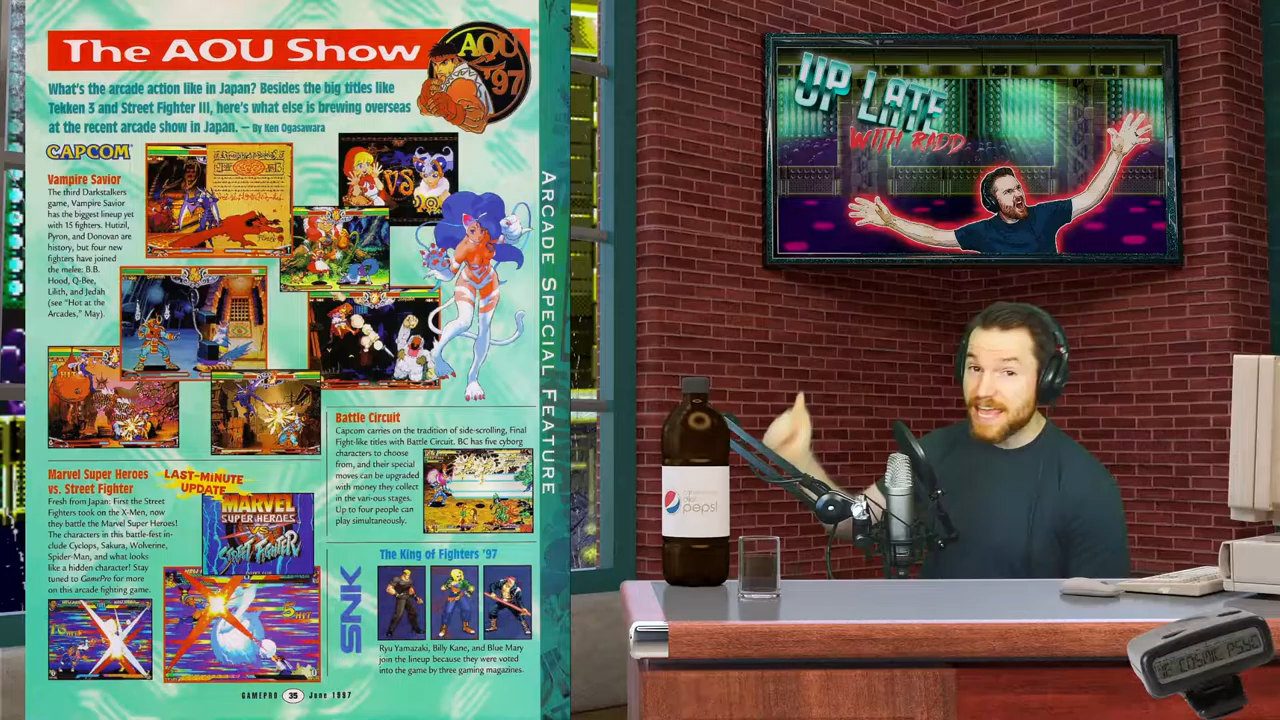 The AOU Show
AOU
'97
What's the arcade action like in Japan? Besides the big titles like
Tekken 3 and Street Fighter III, here's what else is brewing overseas
at the recent arcade show in Japan. — By Ken Ogasawara
CAPCOM
Vampire Savior
The third Darkstalkers
game, Vampire Savior
has the biggest lineup yet
with 15 fighters. Hutizil,
Pyron, and Donovan are
history, but four new
fighters have joined
the melee: B.B.
Hood, Q-Bee,
Lilith, and Jedah
(see "Hot at the
Arcades," May).
VS
Battle Circuit
Capcom carries on the tradition of side-scrolling, Final
Fight-like titles with Battle Circuit. BC has five cyborg
characters to choose
from, and their special
moves can be upgraded
with money they collect
in the vari-ous stages.
Up to four people can
play simultaneously.
Marvel Super Heroes
vs. Street Fighter
LAST-MINUTE
UPDATE
Fresh from Japan: First the Street
Fighters took on the X-Men, now
they battle the Marvel Super Heroes!
The characters in this battle-fest in-
clude Cyclops, Sakura, Wolverine,
Spider-Man, and what looks
like a hidden character! Stay
tuned to GamePro for more
on this arcade fighting game.
MARVEL
SUPER HEROES
VS
STREET FIGHTER
SNK
The King of Fighters '97
Ryu Yamazaki, Billy Kane, and Blue Mary
join the lineup because they were voted
into the game by three gaming magazines.
GAMEPRO 35 June 1997
ARCADE SPECIAL FEATURE
UP LATE
WITH RADD
pepsi
COSMIC PSYC